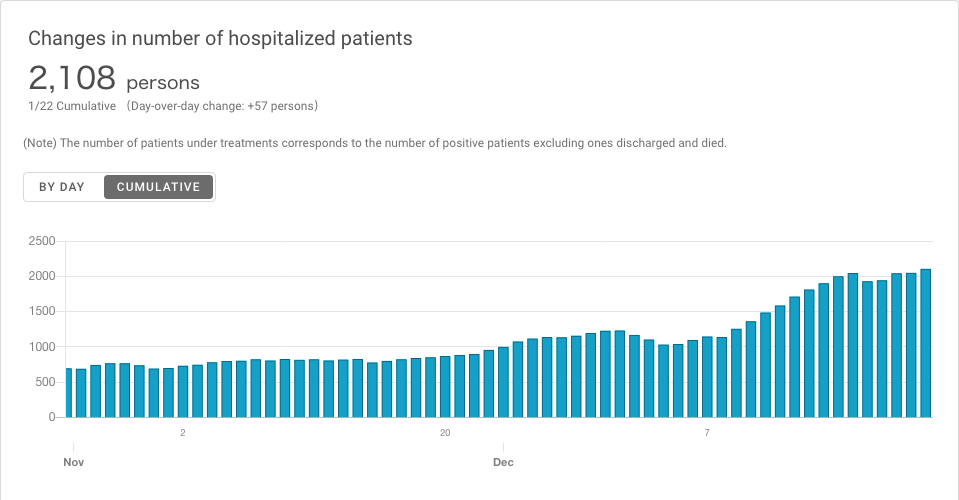 Changes in number of hospitalized patients
2,108 persons
1/22 Cumulative (Day-over-day change: +57 persons)
(Note) The number of patients under treatments corresponds to the number of positive patients excluding ones discharged and died.
BY DAY CUMULATIVE
2500
2000
1500
1000
500
0
2 20 7
Nov Dec